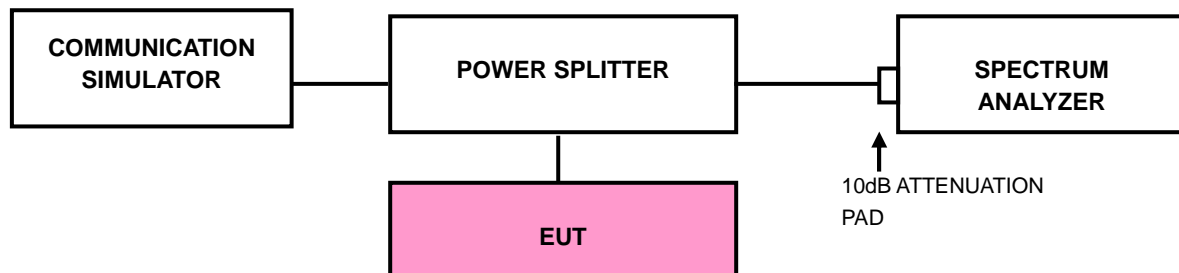 COMMUNICATION
SIMULATOR
POWER SPLITTER
SPECTRUM
ANALYZER
10dB ATTENUATION
PAD
EUT